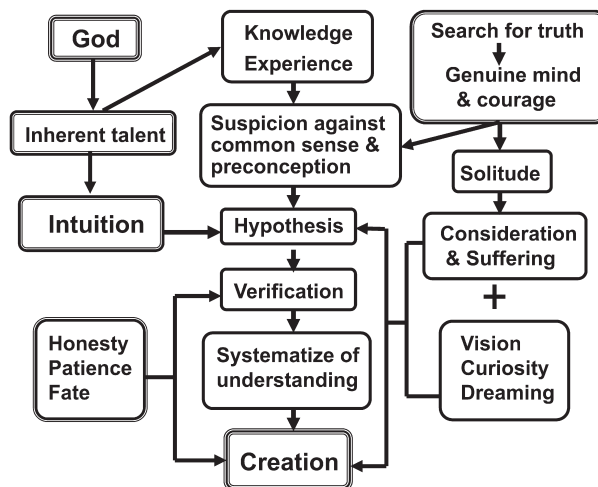 God
Inherent talent
Intuition
Knowledge
Experience
Suspicion against
common sense &
preconception
Hypothesis
Verification
Systematize of
understanding
Creation
Search for truth
Genuine mind
& courage
Solitude
Consideration
& Suffering
+
Vision
Curiosity
Dreaming
Honesty
Patience
Fate